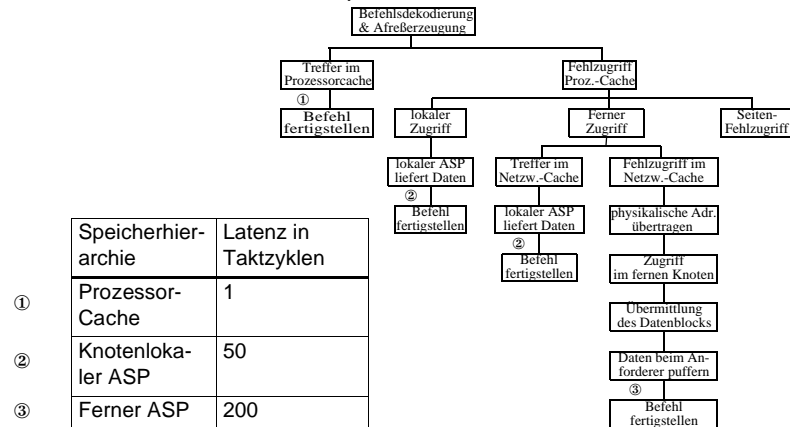 Befehlsdekodierung
& Afreßerzeugung
Treffer im
Prozessorcache
Fehlzugriff
Proz.-Cache
①
Befehl
fertigstellen
lokaler
Zugriff
Ferner
Zugriff
Seiten-
Fehlzugriff
lokaler ASP
liefert Daten
Treffer im
Netzw.-Cache
Fehlzugriff im
Netzw.-Cache
②
Befehl
fertigstellen
lokaler ASP
liefert Daten
physikalische Adr.
übertragen
②
Befehl
fertigstellen
Zugriff
im fernen Knoten
Übermittlung
des Datenblocks
Daten beim An-
forderer puffern
③
Befehl
fertigstellen
Speicherhier-
archie
Latenz in
Taktzyklen
①
Prozessor-
Cache
1
②
Knotenloka-
ler ASP
50
③
Ferner ASP
200